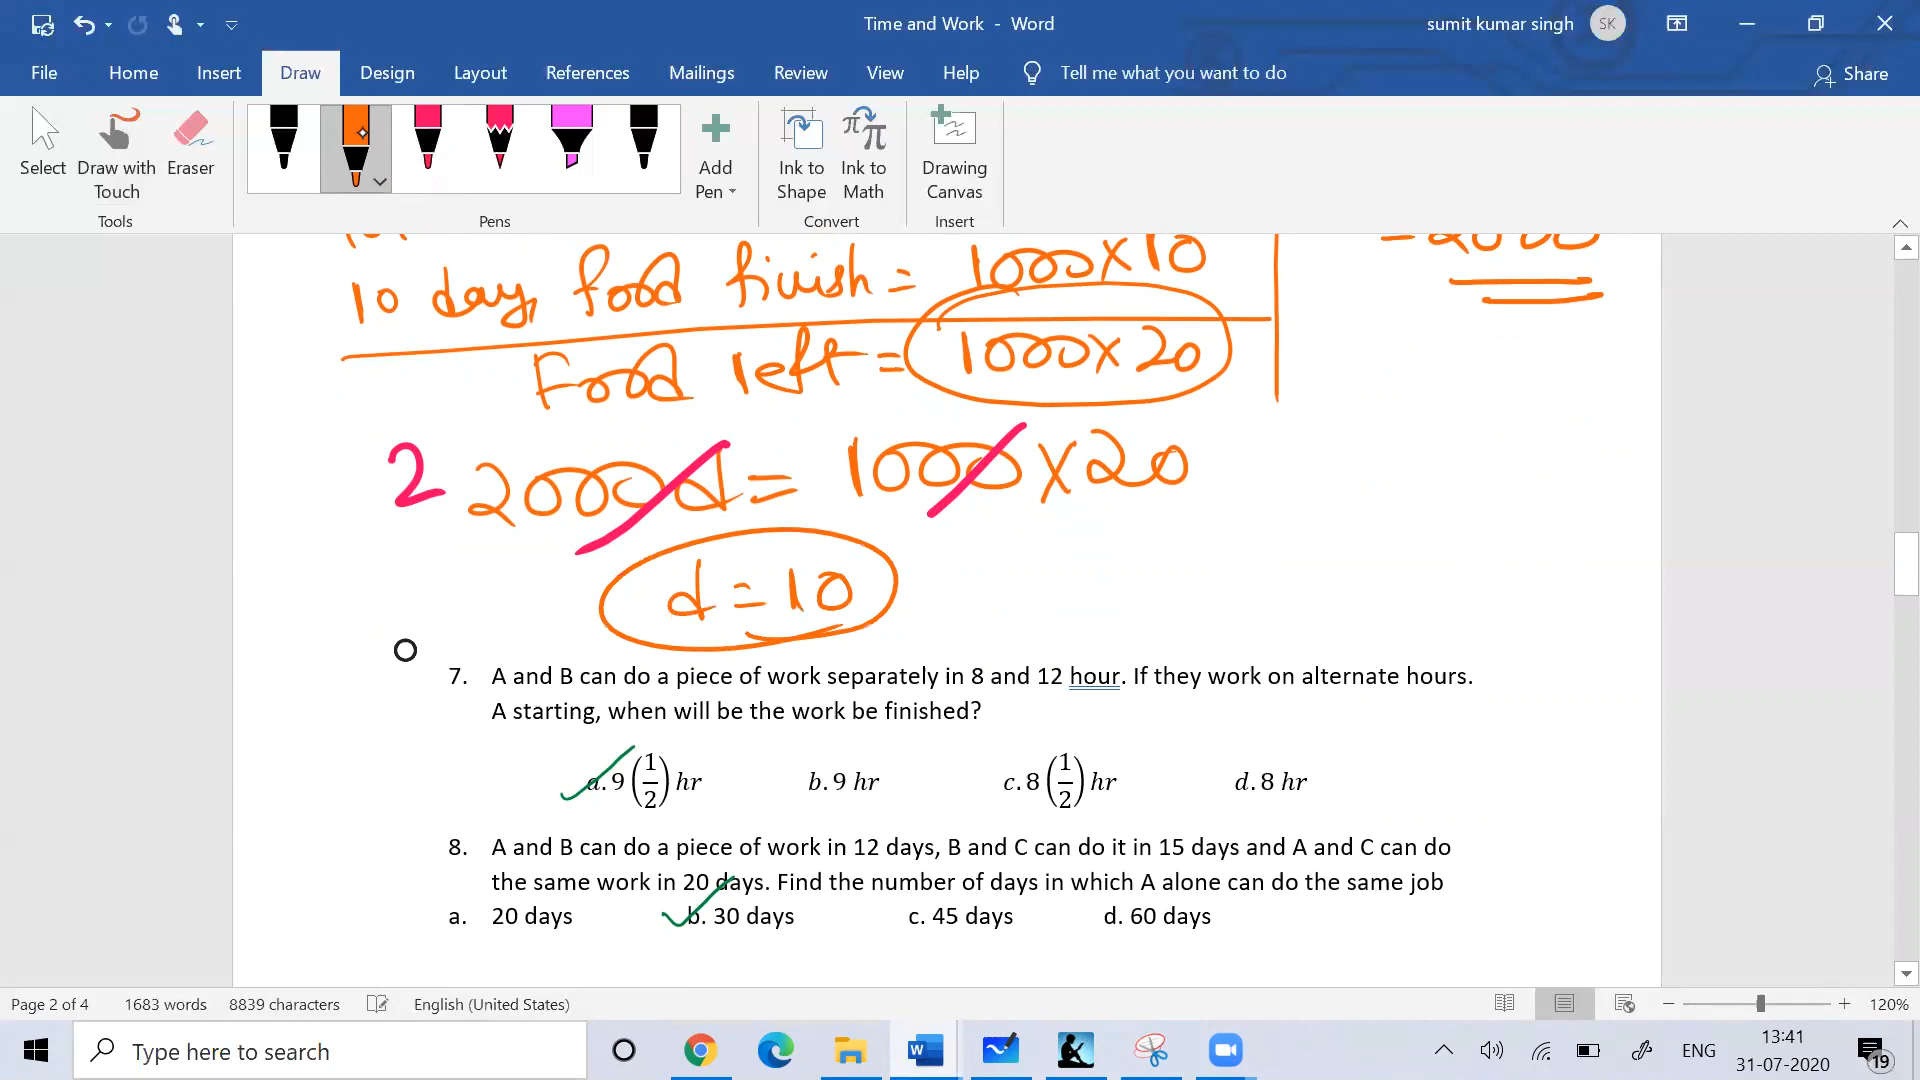 Time and Work - Word
sumit kumar singh
SK
File
Home
Insert
Draw
Design
Layout
References
Mailings
Review
View
Help
Tell me what you want to do
Share
Select
Draw with Touch
Eraser
Add Pen
Ink to Shape
Ink to Math
Drawing Canvas
Tools
Pens
Convert
Insert
10 day, food finish = 1000×10
=2000
Food left = 1000×20
2 2000d = 1000×20
d = 10
7. A and B can do a piece of work separately in 8 and 12 hour. If they work on alternate hours.
A starting, when will be the work be finished?
a. 9 (1/2) hr b. 9 hr c. 8 (1/2) hr d. 8 hr
8. A and B can do a piece of work in 12 days, B and C can do it in 15 days and A and C can do
the same work in 20 days. Find the number of days in which A alone can do the same job
a. 20 days b. 30 days c. 45 days d. 60 days
Page 2 of 4 1683 words 8839 characters English (United States) 120%
Type here to search
ENG
13:41
31-07-2020
19